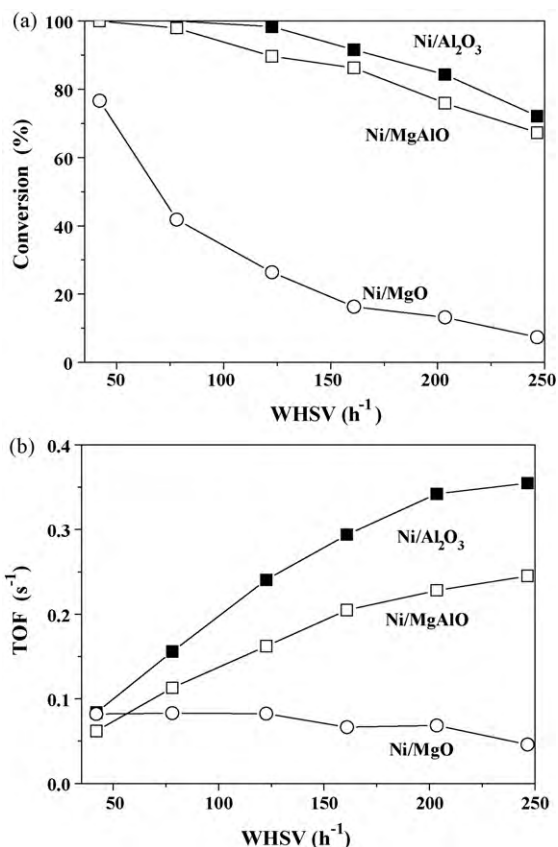 (a)
100
80
60
40
20
0
Conversion (%)
Ni/Al₂O₃
Ni/MgAlO
Ni/MgO
50 100 150 200 250
WHSV (h⁻¹)
(b)
0.4
0.3
0.2
0.1
0.0
TOF (s⁻¹)
Ni/Al₂O₃
Ni/MgAlO
Ni/MgO
50 100 150 200 250
WHSV (h⁻¹)